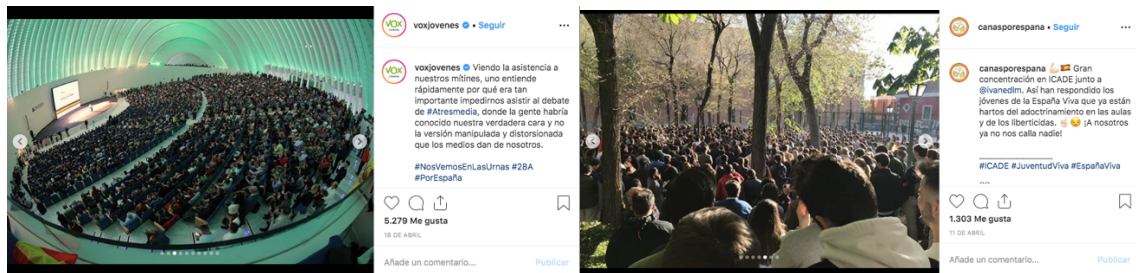 VOX
voxjovenes • Seguir
voxjovenes Viendo la asistencia a
nuestros mítines, uno entiende
rápidamente por qué era tan
importante impedirnos asistir al debate
de #Atresmedia, donde la gente habría
conocido nuestra verdadera cara y no
la versión manipulada y distorsionada
que los medios dan de nosotros.
#NosVemosEnLasUrnas #28A
#PorEspaña
5.279 Me gusta
18 DE ABRIL
Añade un comentario... Publicar
canasporespana • Seguir
canasporespana 💪🏻🇪🇸 Gran
concentración en ICADE junto a
@ivanedlm. Así han respondido los
jóvenes de la España Viva que ya están
hartos del adoctrinamiento en las aulas
y de los liberticidas. ✌🏻😏 ¡A nosotros
ya no nos calla nadie!
#ICADE #JuventudViva #EspañaViva
1.303 Me gusta
11 DE ABRIL
Añade un comentario... Publicar